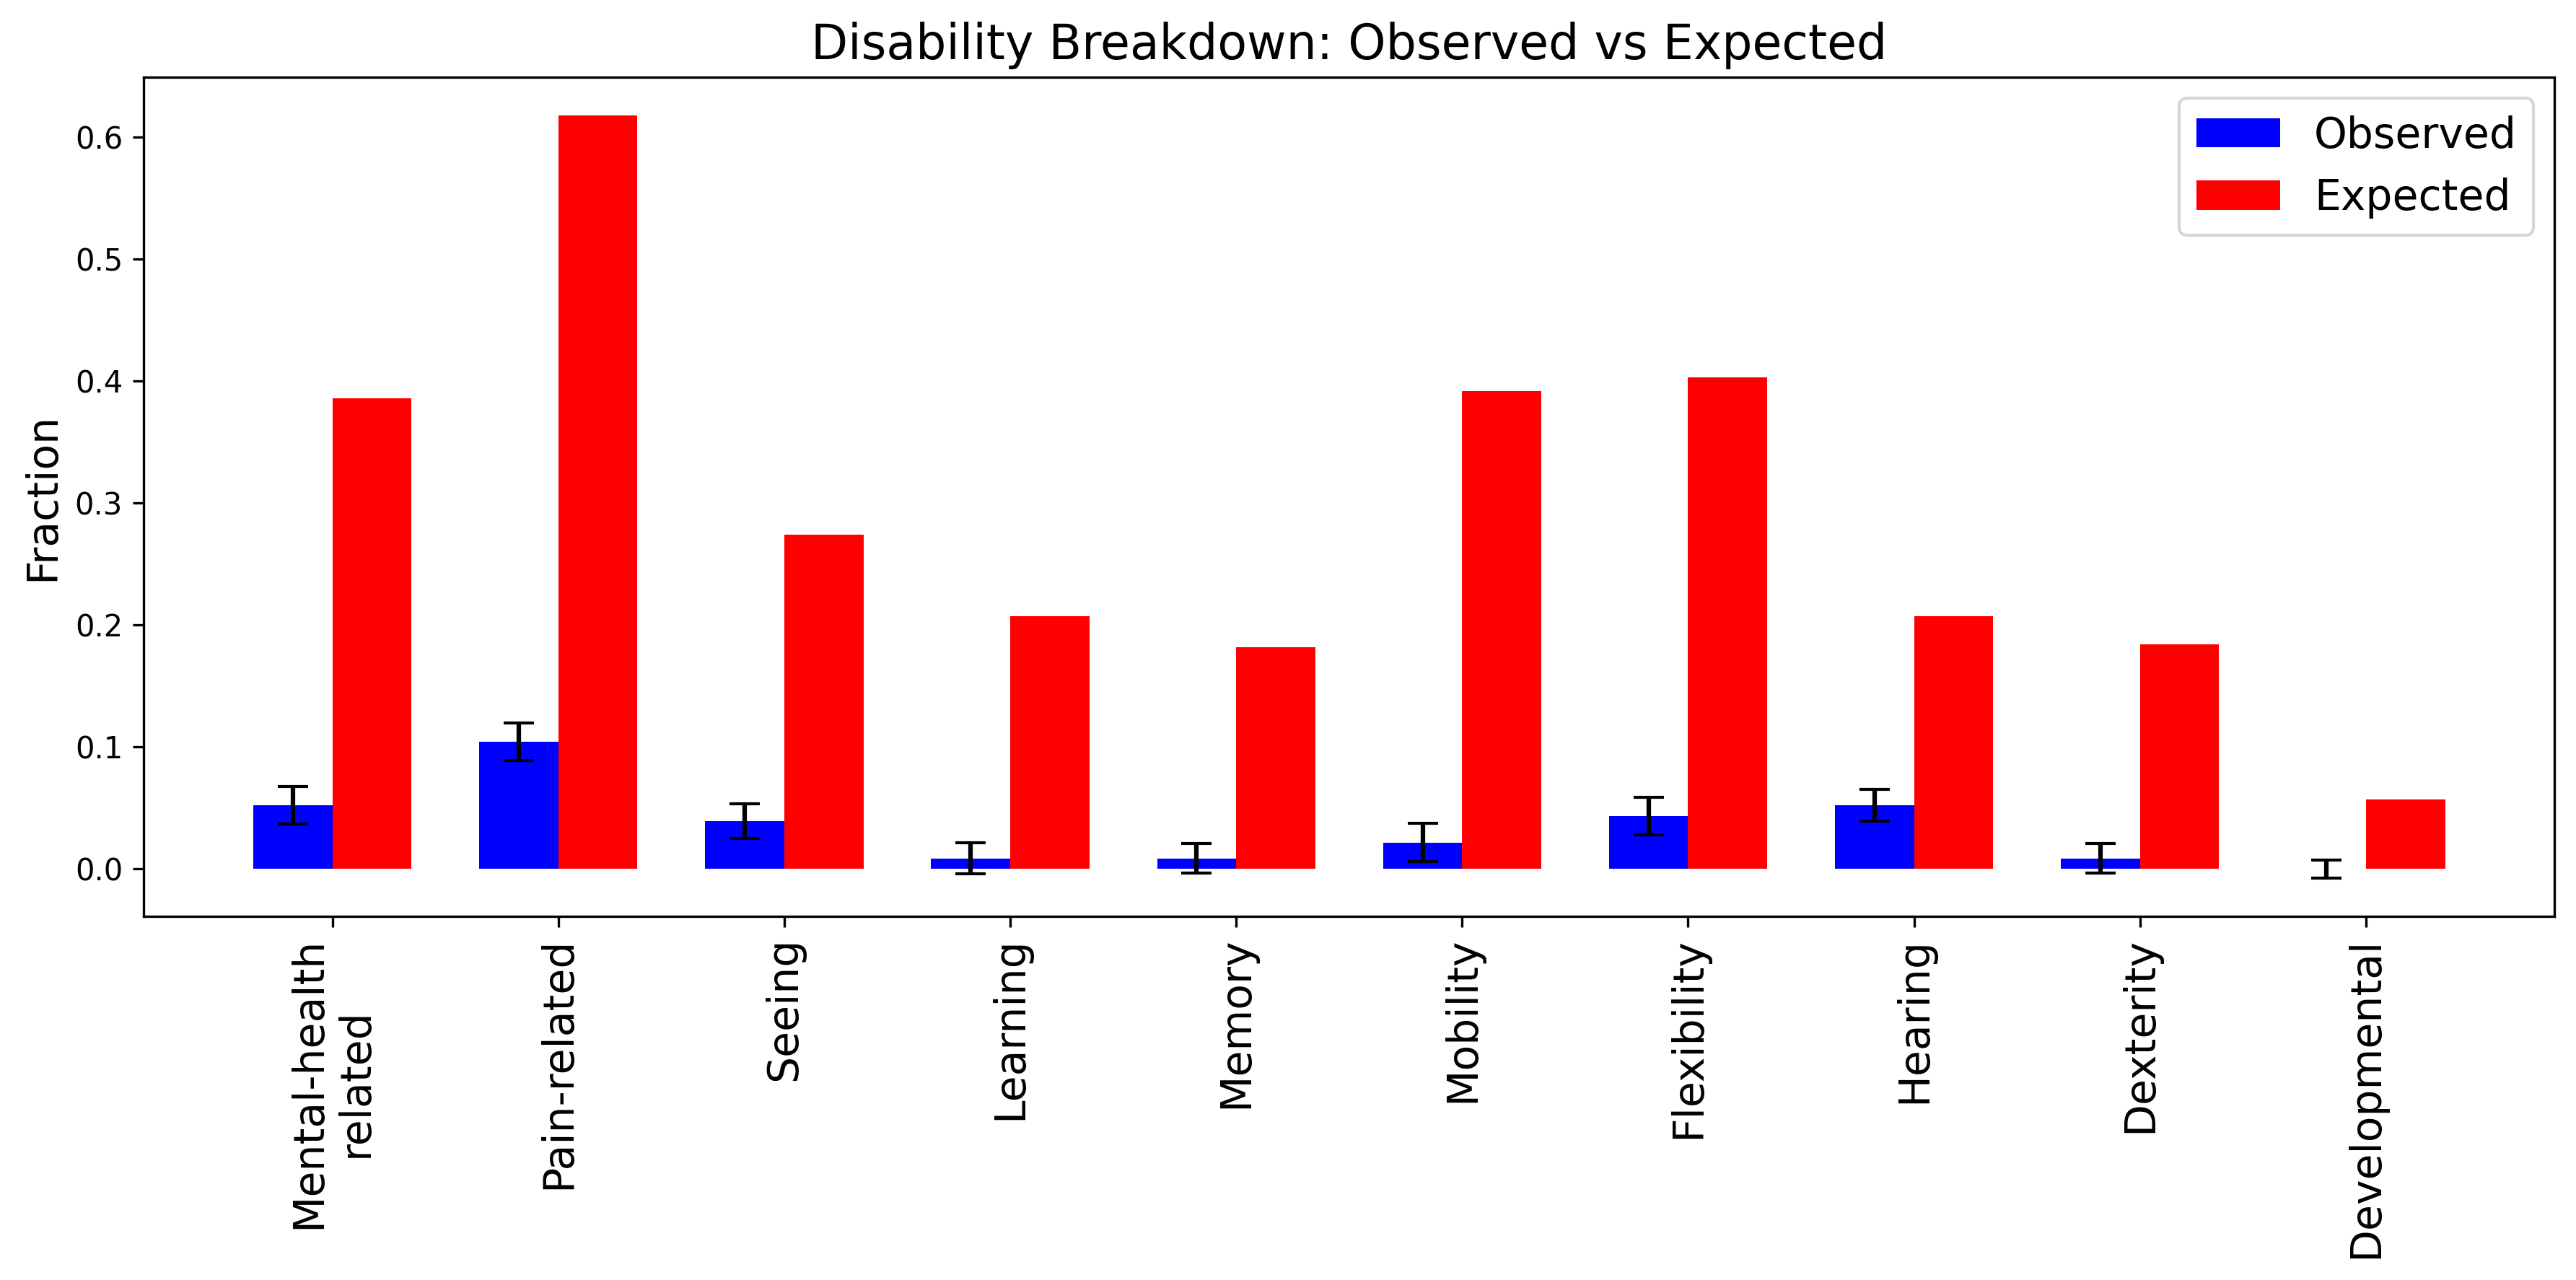 Disability Breakdown: Observed vs Expected
Observed
Expected
Fraction
0.6
0.5
0.4
0.3
0.2
0.1
0.0
Mental-health
related
Pain-related
Seeing
Learning
Memory
Mobility
Flexibility
Hearing
Dexterity
Developmental